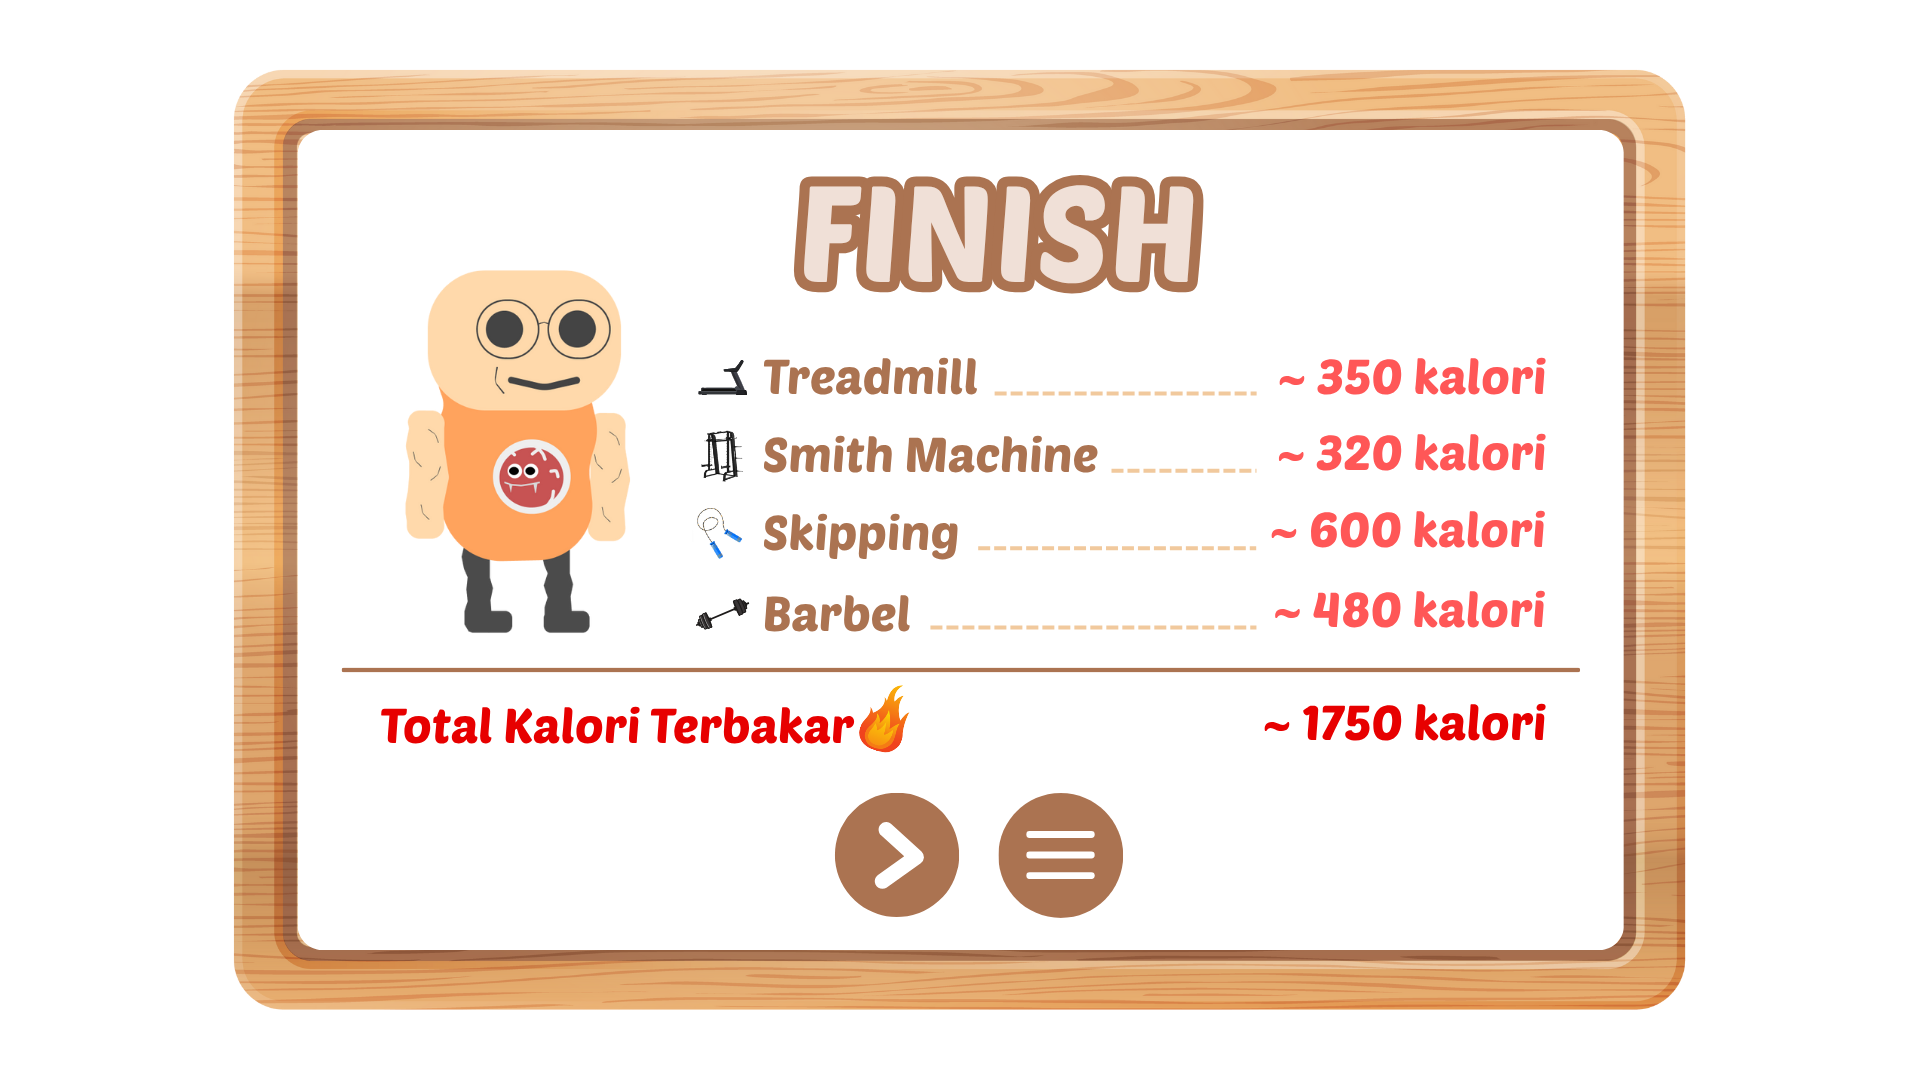 FINISH
Treadmill ~ 350 kalori
Smith Machine ~ 320 kalori
Skipping ~ 600 kalori
Barbel ~ 480 kalori
Total Kalori Terbakar ~ 1750 kalori